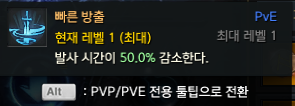 빠른 방출 PvE
현재 레벨 1 (최대) 최대 레벨 1
발사 시간이 50.0% 감소한다.
Alt : PVP/PVE 전용 툴팁으로 전환